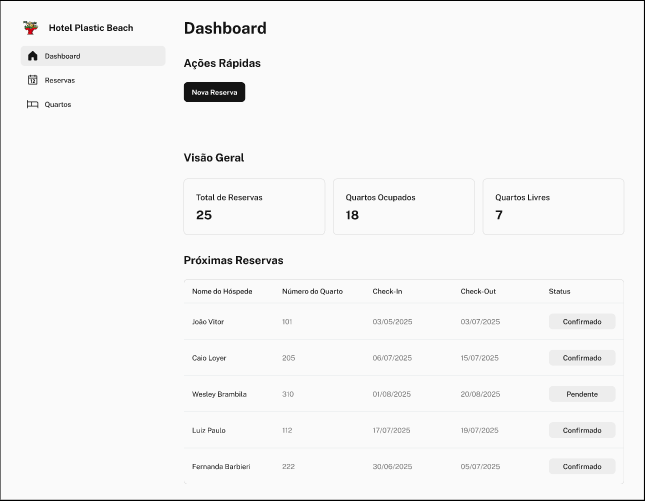 Hotel Plastic Beach
Dashboard
Reservas
Quartos
Dashboard
Ações Rápidas
Nova Reserva
Visão Geral
Total de Reservas
25
Quartos Ocupados
18
Quartos Livres
7
Próximas Reservas
Nome do Hóspede Número do Quarto Check-In Check-Out Status
João Vitor 101 03/05/2025 03/07/2025 Confirmado
Caio Loyer 205 06/07/2025 15/07/2025 Confirmado
Wesley Brambila 310 01/08/2025 20/08/2025 Pendente
Luiz Paulo 112 17/07/2025 19/07/2025 Confirmado
Fernanda Barbieri 222 30/06/2025 05/07/2025 Confirmado